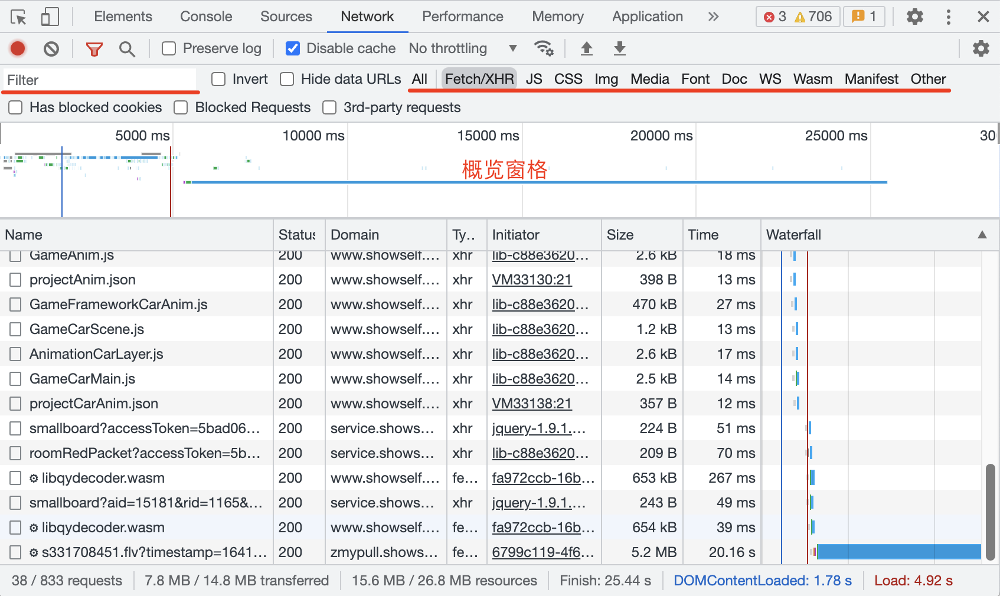 Elements Console Sources Network Performance Memory Application 3 706 1
Preserve log Disable cache No throttling
Filter Invert Hide data URLs All Fetch/XHR JS CSS Img Media Font Doc WS Wasm Manifest Other
Has blocked cookies Blocked Requests 3rd-party requests
5000 ms 10000 ms 15000 ms 20000 ms 25000 ms 30
概览窗格
Name Status Domain Ty.. Initiator Size Time Waterfall
GameAnim.js 200 www.showself.... xhr lib-c88e3620... 2.6 kB 18 ms
projectAnim.json 200 www.showself.... xhr VM33130:21 398 B 13 ms
GameFrameworkCarAnim.js 200 www.showself.... xhr lib-c88e3620... 470 kB 27 ms
GameCarScene.js 200 www.showself.... xhr lib-c88e3620... 1.2 kB 13 ms
AnimationCarLayer.js 200 www.showself.... xhr lib-c88e3620... 2.6 kB 17 ms
GameCarMain.js 200 www.showself.... xhr lib-c88e3620... 2.5 kB 14 ms
projectCarAnim.json 200 www.showself.... xhr VM33138:21 357 B 12 ms
smallboard?accessToken=5bad06... 200 service.shows... xhr jquery-1.9.1.... 224 B 51 ms
roomRedPacket?accessToken=5b... 200 service.shows... xhr lib-c88e3620... 209 B 70 ms
libqydecoder.wasm 200 www.showself.... fe... fa972ccb-16b... 653 kB 267 ms
smallboard?aid=15181&rid=1165&... 200 service.shows... xhr jquery-1.9.1.... 243 B 49 ms
libqydecoder.wasm 200 www.showself.... fe... fa972ccb-16b... 654 kB 39 ms
s331708451.flv?timestamp=1641... 200 zmypull.shows... fe... 6799c119-4f6... 5.2 MB 20.16 s
38 / 833 requests 7.8 MB / 14.8 MB transferred 15.6 MB / 26.8 MB resources Finish: 25.44 s DOMContentLoaded: 1.78 s Load: 4.92 s